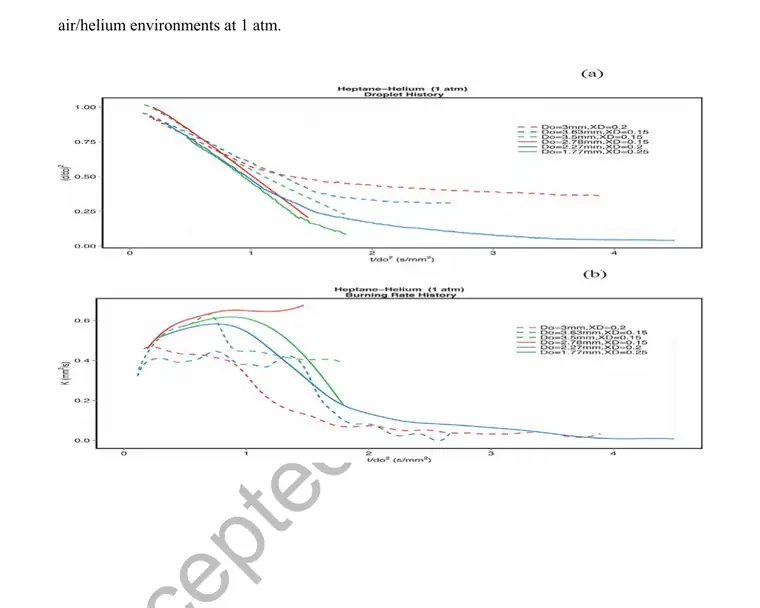 air/helium environments at 1 atm.
(a)
Heptane-Helium (1 atm)
Droplet History
1.00
0.75
0.50
0.25
0.00
(d/do)²
Do=3mm,XD=0.2
Do=3.63mm,XD=0.15
Do=3.5mm,XD=0.15
Do=2.78mm,XD=0.15
Do=2.27mm,XD=0.2
Do=1.77mm,XD=0.25
0 1 2 3 4
t/do² (s/mm²)
(b)
Heptane-Helium (1 atm)
Burning Rate History
0.6
0.4
0.2
0.0
K (mm²/s)
Do=3mm,XD=0.2
Do=3.63mm,XD=0.15
Do=3.5mm,XD=0.15
Do=2.78mm,XD=0.15
Do=2.27mm,XD=0.2
Do=1.77mm,XD=0.25
0 1 2 3 4
t/do² (s/mm²)